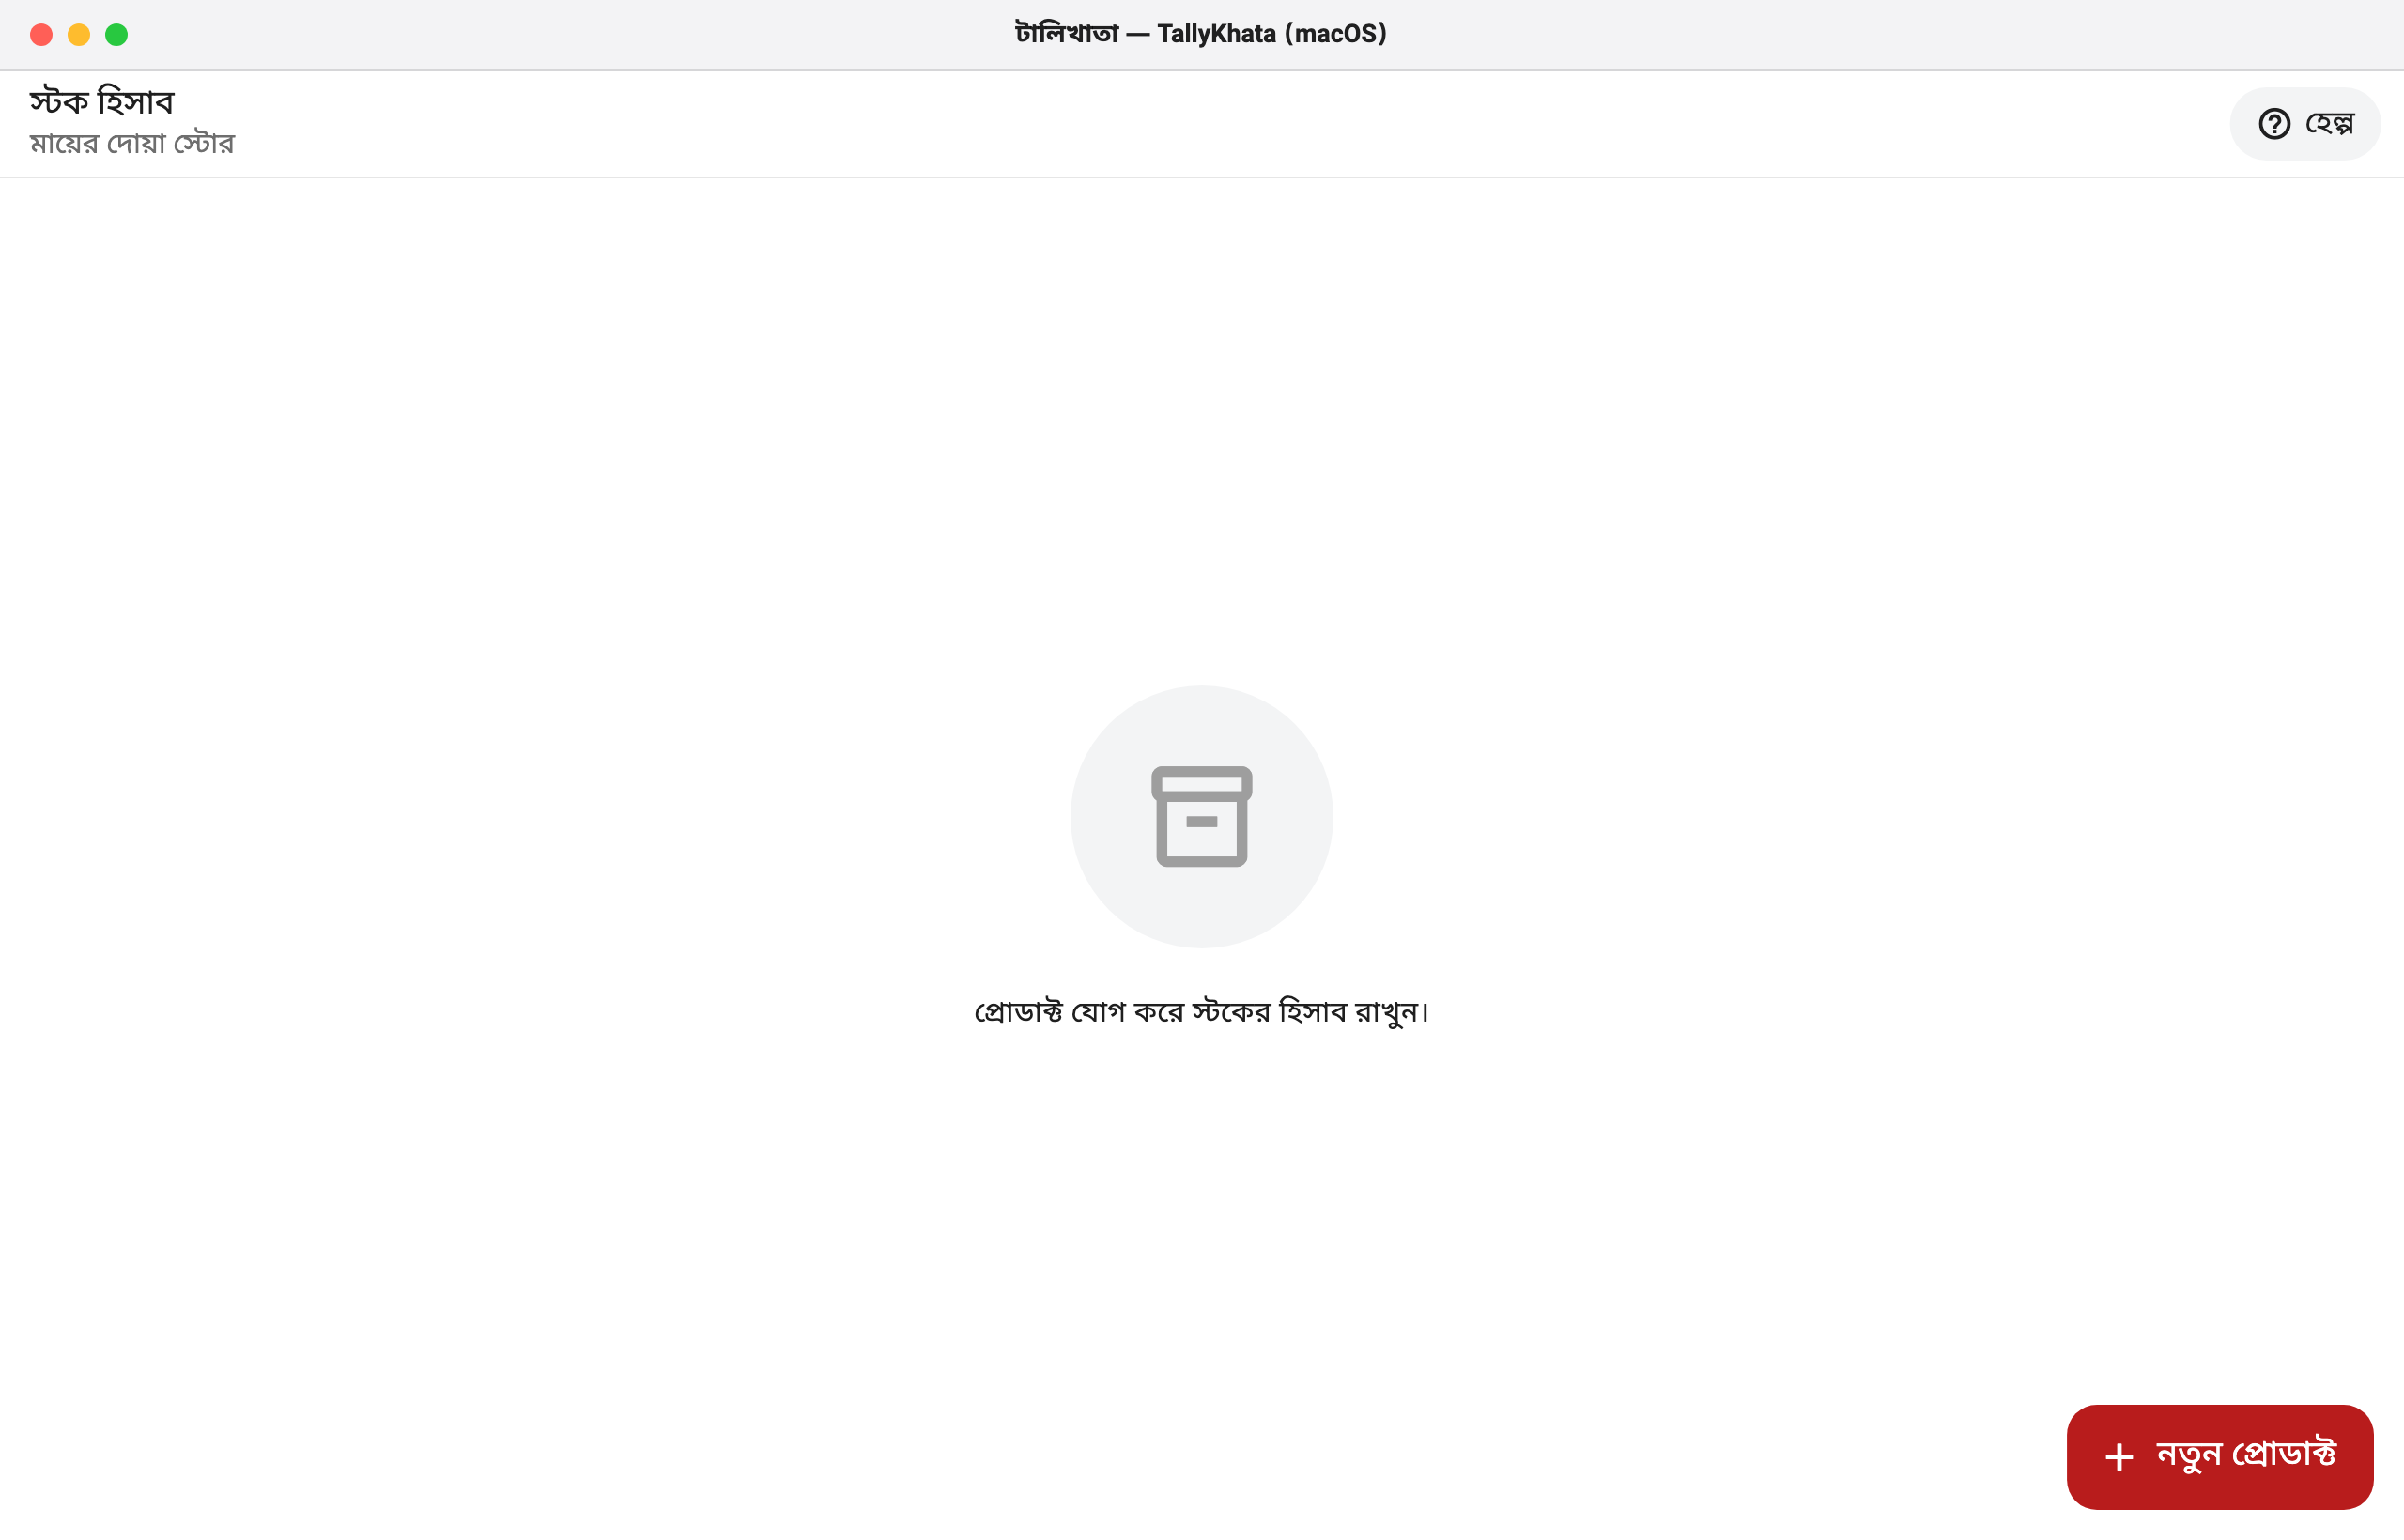 টালিখাতা — TallyKhata (macOS)
স্টক হিসাব
মায়ের দোয়া স্টোর
হেল্প
প্রোডাক্ট যোগ করে স্টকের হিসাব রাখুন।
নতুন প্রোডাক্ট